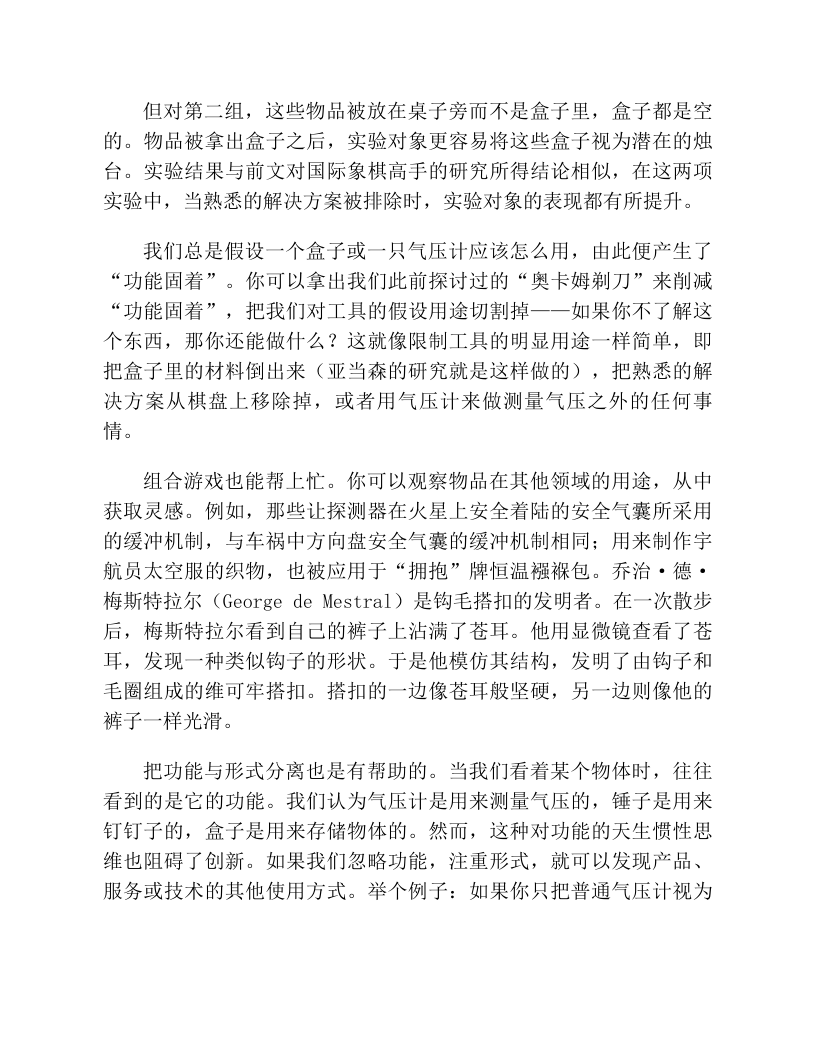 但对第二组，这些物品被放在桌子旁而不是盒子里，盒子都是空
的。物品被拿出盒子之后，实验对象更容易将这些盒子视为潜在的烛
台。实验结果与前文对国际象棋高手的研究所得结论相似，在这两项
实验中，当熟悉的解决方案被排除时，实验对象的表现都有所提升。
我们总是假设一个盒子或一只气压计应该怎么用，由此便产生了
“功能固着”。你可以拿出我们此前探讨过的“奥卡姆剃刀”来削减
“功能固着”，把我们对工具的假设用途切割掉——如果你不了解这
个东西，那你还能做什么？这就像限制工具的明显用途一样简单，即
把盒子里的材料倒出来（亚当森的研究就是这样做的），把熟悉的解
决方案从棋盘上移除掉，或者用气压计来做测量气压之外的任何事
情。
组合游戏也能帮上忙。你可以观察物品在其他领域的用途，从中
获取灵感。例如，那些让探测器在火星上安全着陆的安全气囊所采用
的缓冲机制，与车祸中方向盘安全气囊的缓冲机制相同；用来制作宇
航员太空服的织物，也被应用于“拥抱”牌恒温襁褓包。乔治·德·
梅斯特拉尔（George de Mestral）是钩毛搭扣的发明者。在一次散步
后，梅斯特拉尔看到自己的裤子上沾满了苍耳。他用显微镜查看了苍
耳，发现一种类似钩子的形状。于是他模仿其结构，发明了由钩子和
毛圈组成的维可牢搭扣。搭扣的一边像苍耳般坚硬，另一边则像他的
裤子一样光滑。
把功能与形式分离也是有帮助的。当我们看着某个物体时，往往
看到的是它的功能。我们认为气压计是用来测量气压的，锤子是用来
钉钉子的，盒子是用来存储物体的。然而，这种对功能的天生惯性思
维也阻碍了创新。如果我们忽略功能，注重形式，就可以发现产品、
服务或技术的其他使用方式。举个例子：如果你只把普通气压计视为